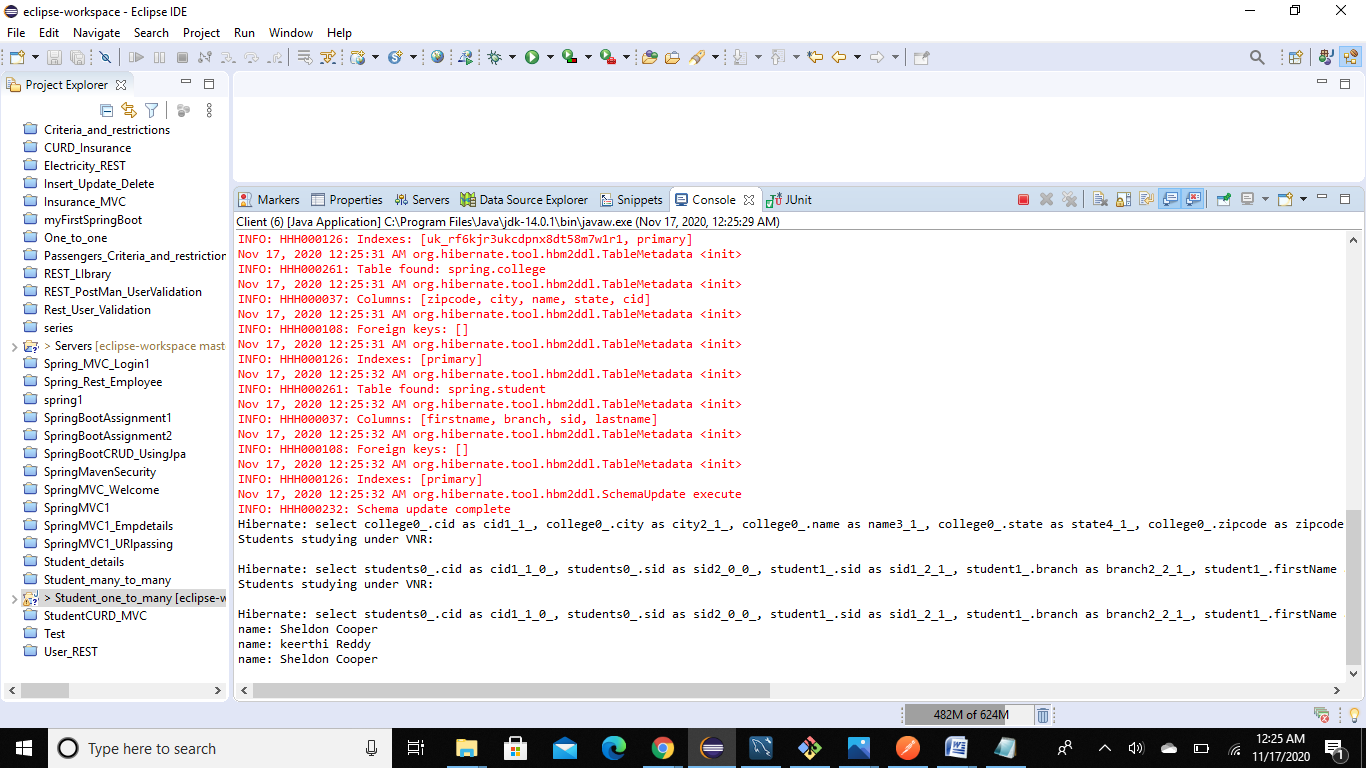 eclipse-workspace - Eclipse IDE
File Edit Navigate Search Project Run Window Help
Project Explorer
Criteria_and_restrictions
CURD_Insurance
Electricity_REST
Insert_Update_Delete
Insurance_MVC
myFirstSpringBoot
One_to_one
Passengers_Criteria_and_restriction
REST_LIbrary
REST_PostMan_UserValidation
Rest_User_Validation
series
> Servers [eclipse-workspace mast
Spring_MVC_Login1
Spring_Rest_Employee
spring1
SpringBootAssignment1
SpringBootAssignment2
SpringBootCRUD_UsingJpa
SpringMavenSecurity
SpringMVC_Welcome
SpringMVC1
SpringMVC1_Empdetails
SpringMVC1_URIpassing
Student_details
Student_many_to_many
> Student_one_to_many [eclipse-w
StudentCURD_MVC
Test
User_REST
Markers Properties Servers Data Source Explorer Snippets Console JUnit
Client (6) [Java Application] C:\Program Files\Java\jdk-14.0.1\bin\javaw.exe (Nov 17, 2020, 12:25:29 AM)
INFO: HHH000126: Indexes: [uk_rf6kjr3ukcdpnx8dt58m7w1r1, primary]
Nov 17, 2020 12:25:31 AM org.hibernate.tool.hbm2ddl.TableMetadata <init>
INFO: HHH000261: Table found: spring.college
Nov 17, 2020 12:25:31 AM org.hibernate.tool.hbm2ddl.TableMetadata <init>
INFO: HHH000037: Columns: [zipcode, city, name, state, cid]
Nov 17, 2020 12:25:31 AM org.hibernate.tool.hbm2ddl.TableMetadata <init>
INFO: HHH000108: Foreign keys: []
Nov 17, 2020 12:25:31 AM org.hibernate.tool.hbm2ddl.TableMetadata <init>
INFO: HHH000126: Indexes: [primary]
Nov 17, 2020 12:25:32 AM org.hibernate.tool.hbm2ddl.TableMetadata <init>
INFO: HHH000261: Table found: spring.student
Nov 17, 2020 12:25:32 AM org.hibernate.tool.hbm2ddl.TableMetadata <init>
INFO: HHH000037: Columns: [firstname, branch, sid, lastname]
Nov 17, 2020 12:25:32 AM org.hibernate.tool.hbm2ddl.TableMetadata <init>
INFO: HHH000108: Foreign keys: []
Nov 17, 2020 12:25:32 AM org.hibernate.tool.hbm2ddl.TableMetadata <init>
INFO: HHH000126: Indexes: [primary]
Nov 17, 2020 12:25:32 AM org.hibernate.tool.hbm2ddl.SchemaUpdate execute
INFO: HHH000232: Schema update complete
Hibernate: select college0_.cid as cid1_1_, college0_.city as city2_1_, college0_.name as name3_1_, college0_.state as state4_1_, college0_.zipcode as zipcode
Students studying under VNR:
Hibernate: select students0_.cid as cid1_1_0_, students0_.sid as sid2_0_0_, student1_.sid as sid1_2_1_, student1_.branch as branch2_2_1_, student1_.firstName
Students studying under VNR:
Hibernate: select students0_.cid as cid1_1_0_, students0_.sid as sid2_0_0_, student1_.sid as sid1_2_1_, student1_.branch as branch2_2_1_, student1_.firstName
name: Sheldon Cooper
name: keerthi Reddy
name: Sheldon Cooper
482M of 624M
Type here to search
12:25 AM
11/17/2020
1